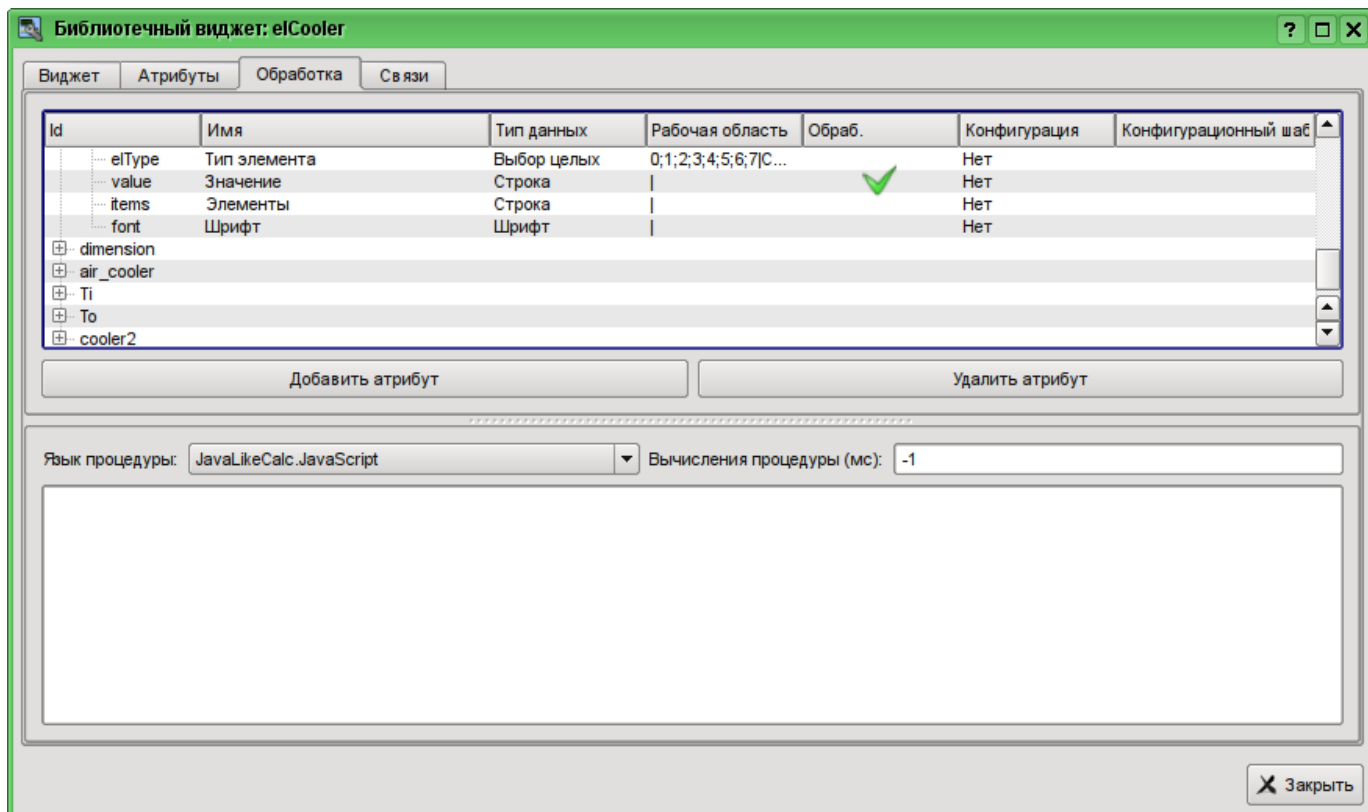 Библиотечный виджет: elCooler
Виджет Атрибуты Обработка Связи
Id Имя Тип данных Рабочая область Обраб. Конфигурация Конфигурационный шаб
elType Тип элемента Выбор целых 0;1;2;3;4;5;6;7|С... Нет
value Значение Строка | Нет
items Элементы Строка | Нет
font Шрифт Шрифт | Нет
dimension
air_cooler
Ti
To
cooler2
Добавить атрибут Удалить атрибут
Язык процедуры: JavaLikeCalc.JavaScript Вычисления процедуры (мс): -1
Закрыть